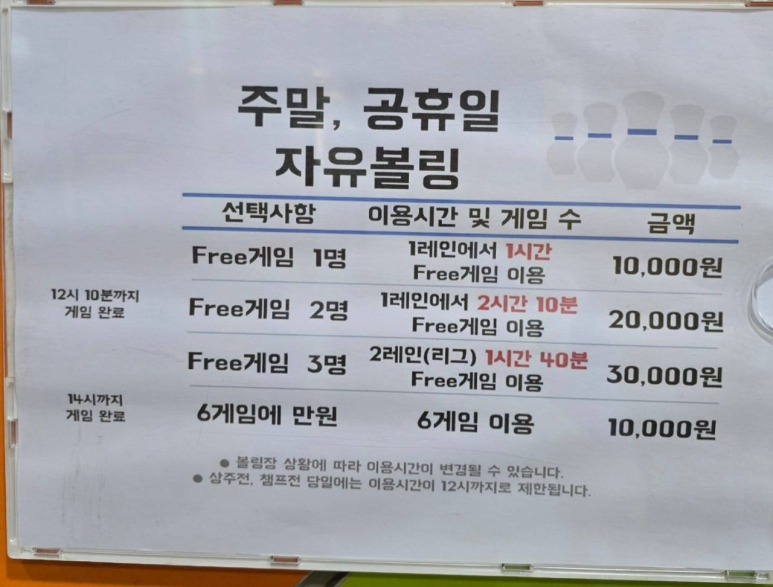 주말, 공휴일
자유볼링
선택사항 이용시간 및 게임 수 금액
Free게임 1명 1레인에서 1시간 Free게임 이용 10,000원
12시 10분까지 게임 완료 Free게임 2명 1레인에서 2시간 10분 Free게임 이용 20,000원
Free게임 3명 2레인(리그) 1시간 40분 Free게임 이용 30,000원
14시까지 게임 완료 6게임에 만원 6게임 이용 10,000원
● 볼링장 상황에 따라 이용시간이 변경될 수 있습니다.
● 상주전, 챔프전 당일에는 이용시간이 12시까지로 제한됩니다.